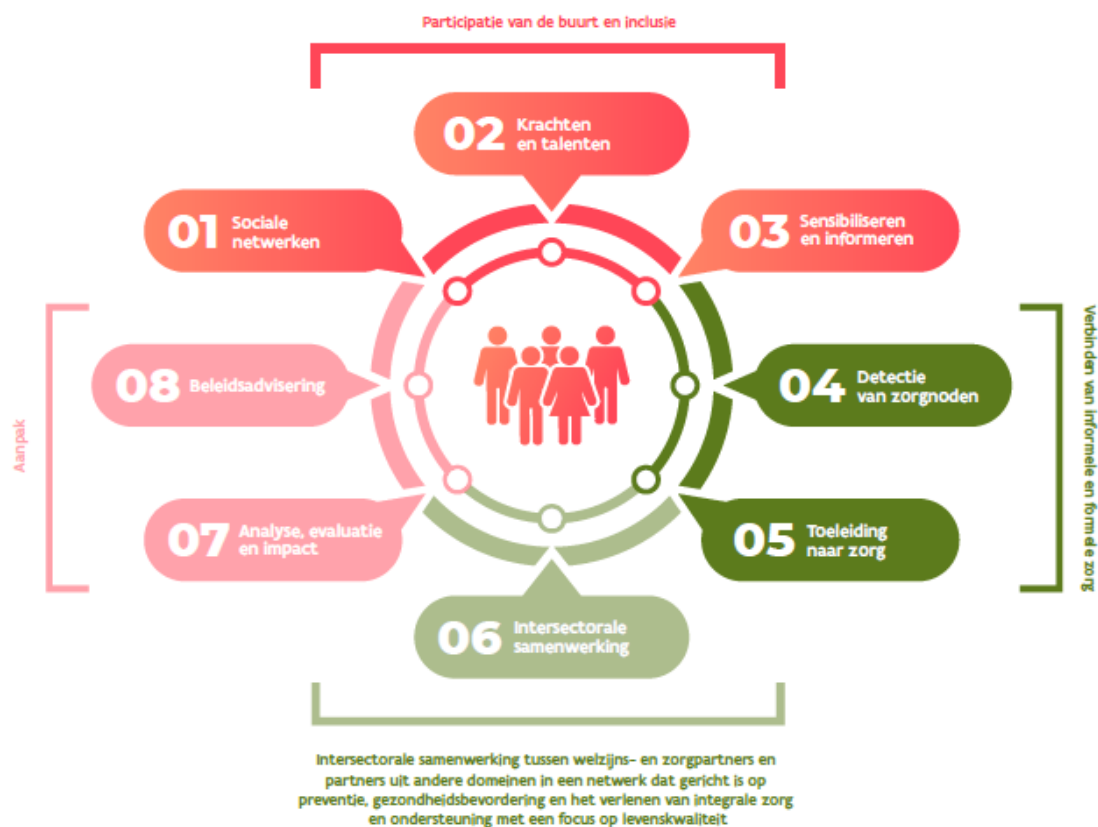 Participatie van de buurt en inclusie
02 Krachten
en talenten
01 Sociale
netwerken
03 Sensibiliseren
en informeren
08 Beleidsadvisering
04 Detectie
van zorgnoden
Aanpak
Verbinden van informele en formele zorg
07 Analyse, evaluatie
en impact
05 Toeleiding
naar zorg
06 Intersectorale
samenwerking
Intersectorale samenwerking tussen welzijns- en zorgpartners en
partners uit andere domeinen in een netwerk dat gericht is op
preventie, gezondheidsbevordering en het verlenen van integrale zorg
en ondersteuning met een focus op levenskwaliteit